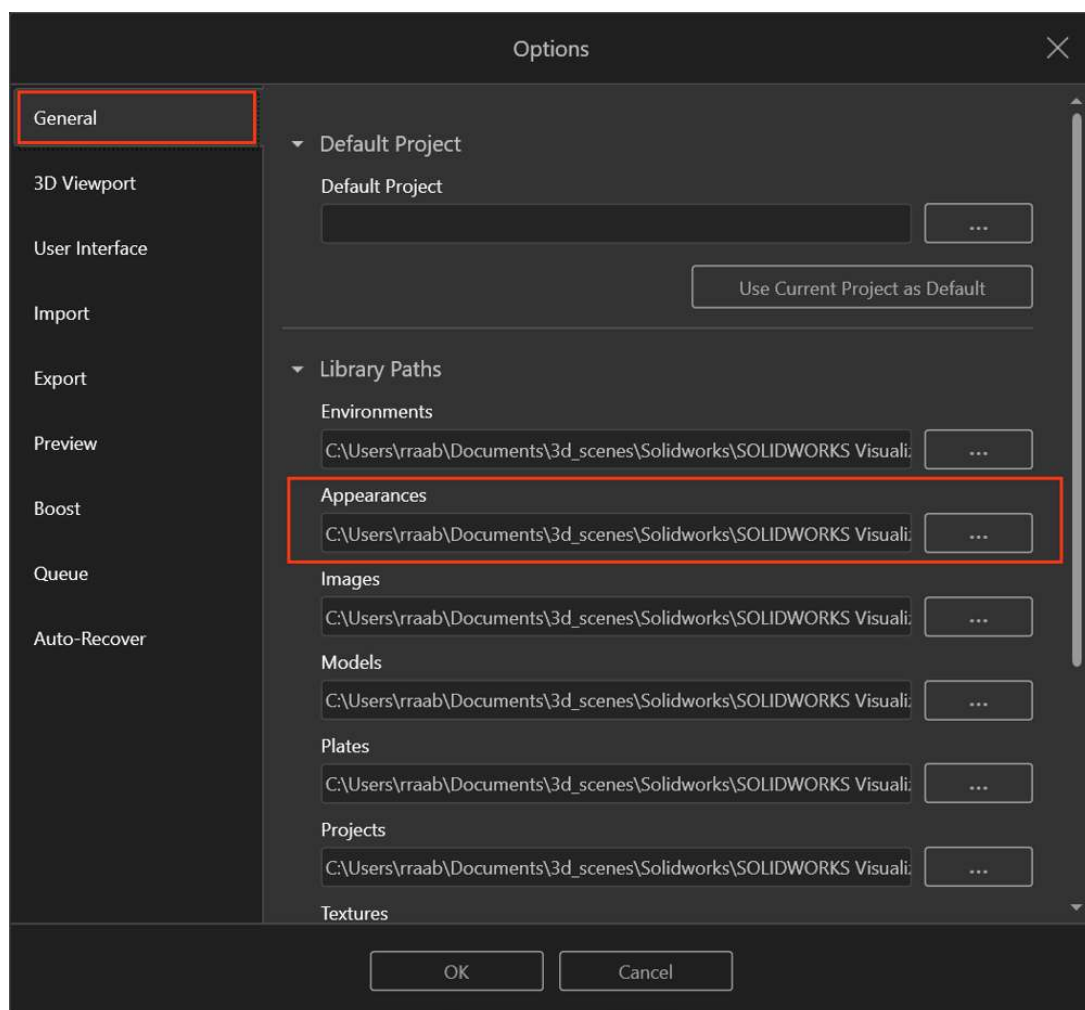 Options
General
3D Viewport
User Interface
Import
Export
Preview
Boost
Queue
Auto-Recover
Default Project
Default Project
...
Use Current Project as Default
Library Paths
Environments
C:\Users\rraab\Documents\3d_scenes\Solidworks\SOLIDWORKS Visuali
...
Appearances
C:\Users\rraab\Documents\3d_scenes\Solidworks\SOLIDWORKS Visuali
...
Images
C:\Users\rraab\Documents\3d_scenes\Solidworks\SOLIDWORKS Visuali
...
Models
C:\Users\rraab\Documents\3d_scenes\Solidworks\SOLIDWORKS Visuali
...
Plates
C:\Users\rraab\Documents\3d_scenes\Solidworks\SOLIDWORKS Visuali
...
Projects
C:\Users\rraab\Documents\3d_scenes\Solidworks\SOLIDWORKS Visuali
...
Textures
OK
Cancel